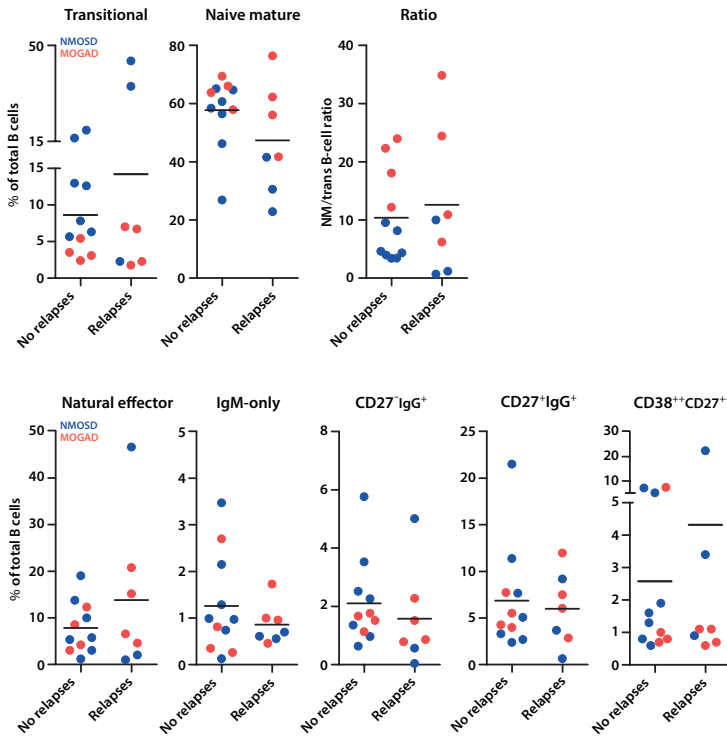 Transitional
Naive mature
Ratio
% of total B cells
50
15
15
10
5
0
NMOSD
MOGAD
No relapses
Relapses
80
60
40
20
0
No relapses
Relapses
NM/trans B-cell ratio
40
30
20
10
0
No relapses
Relapses
Natural effector
IgM-only
CD27⁻IgG⁺
CD27⁺IgG⁺
CD38⁺⁺CD27⁺⁺
% of total B cells
50
40
30
20
10
0
NMOSD
MOGAD
No relapses
Relapses
5
4
3
2
1
0
No relapses
Relapses
8
6
4
2
0
No relapses
Relapses
25
20
15
10
5
0
No relapses
Relapses
30
20
10
5
4
3
2
1
0
No relapses
Relapses